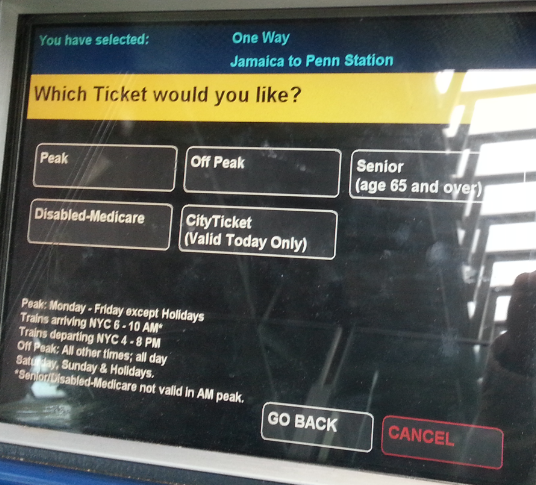 You have selected: One Way
Jamaica to Penn Station
Which Ticket would you like?
Peak
Off Peak
Senior
(age 65 and over)
Disabled-Medicare
CityTicket
(Valid Today Only)
Peak: Monday - Friday except Holidays
Trains arriving NYC 6 - 10 AM*
Trains departing NYC 4 - 8 PM
Off Peak: All other times; all day
Saturday, Sunday & Holidays.
*Senior/Disabled-Medicare not valid in AM peak.
GO BACK
CANCEL